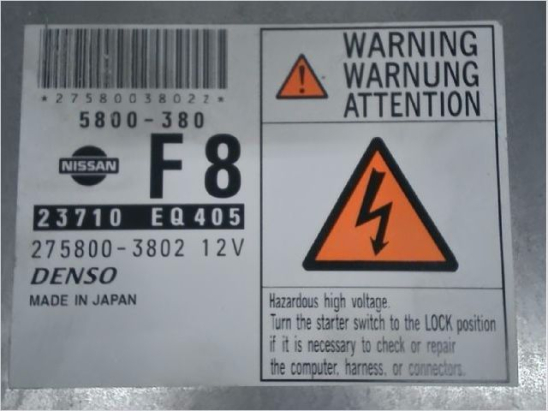 *2758003802Z*
5800-380
NISSAN
F8
23710 EQ405
275800-3802 12V
DENSO
MADE IN JAPAN
WARNING
WARNUNG
ATTENTION
Hazardous high voltage.
Turn the starter switch to the LOCK position
if it is necessary to check or repair
the computer, harness, or connectors.